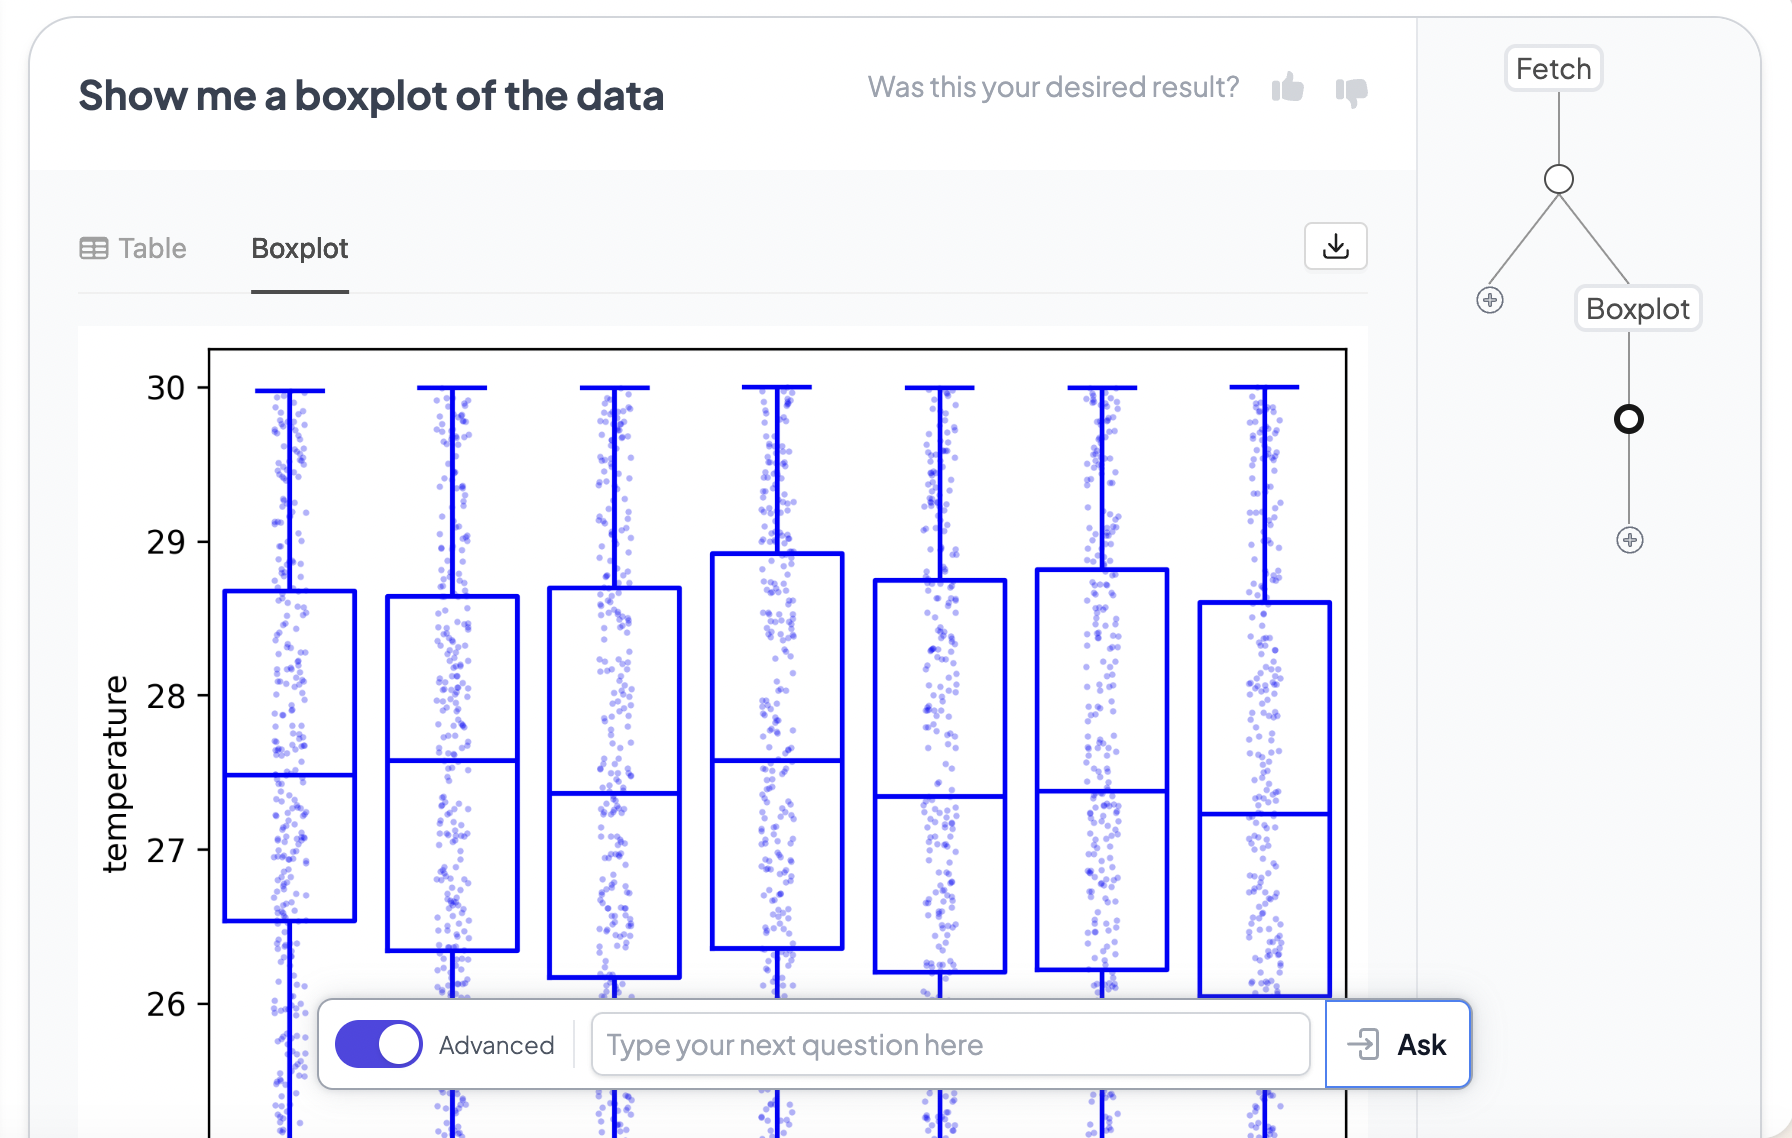 Show me a boxplot of the data
Was this your desired result?
Fetch
Table
Boxplot
Boxplot
30
29
28
27
26
temperature
Advanced
Type your next question here
Ask